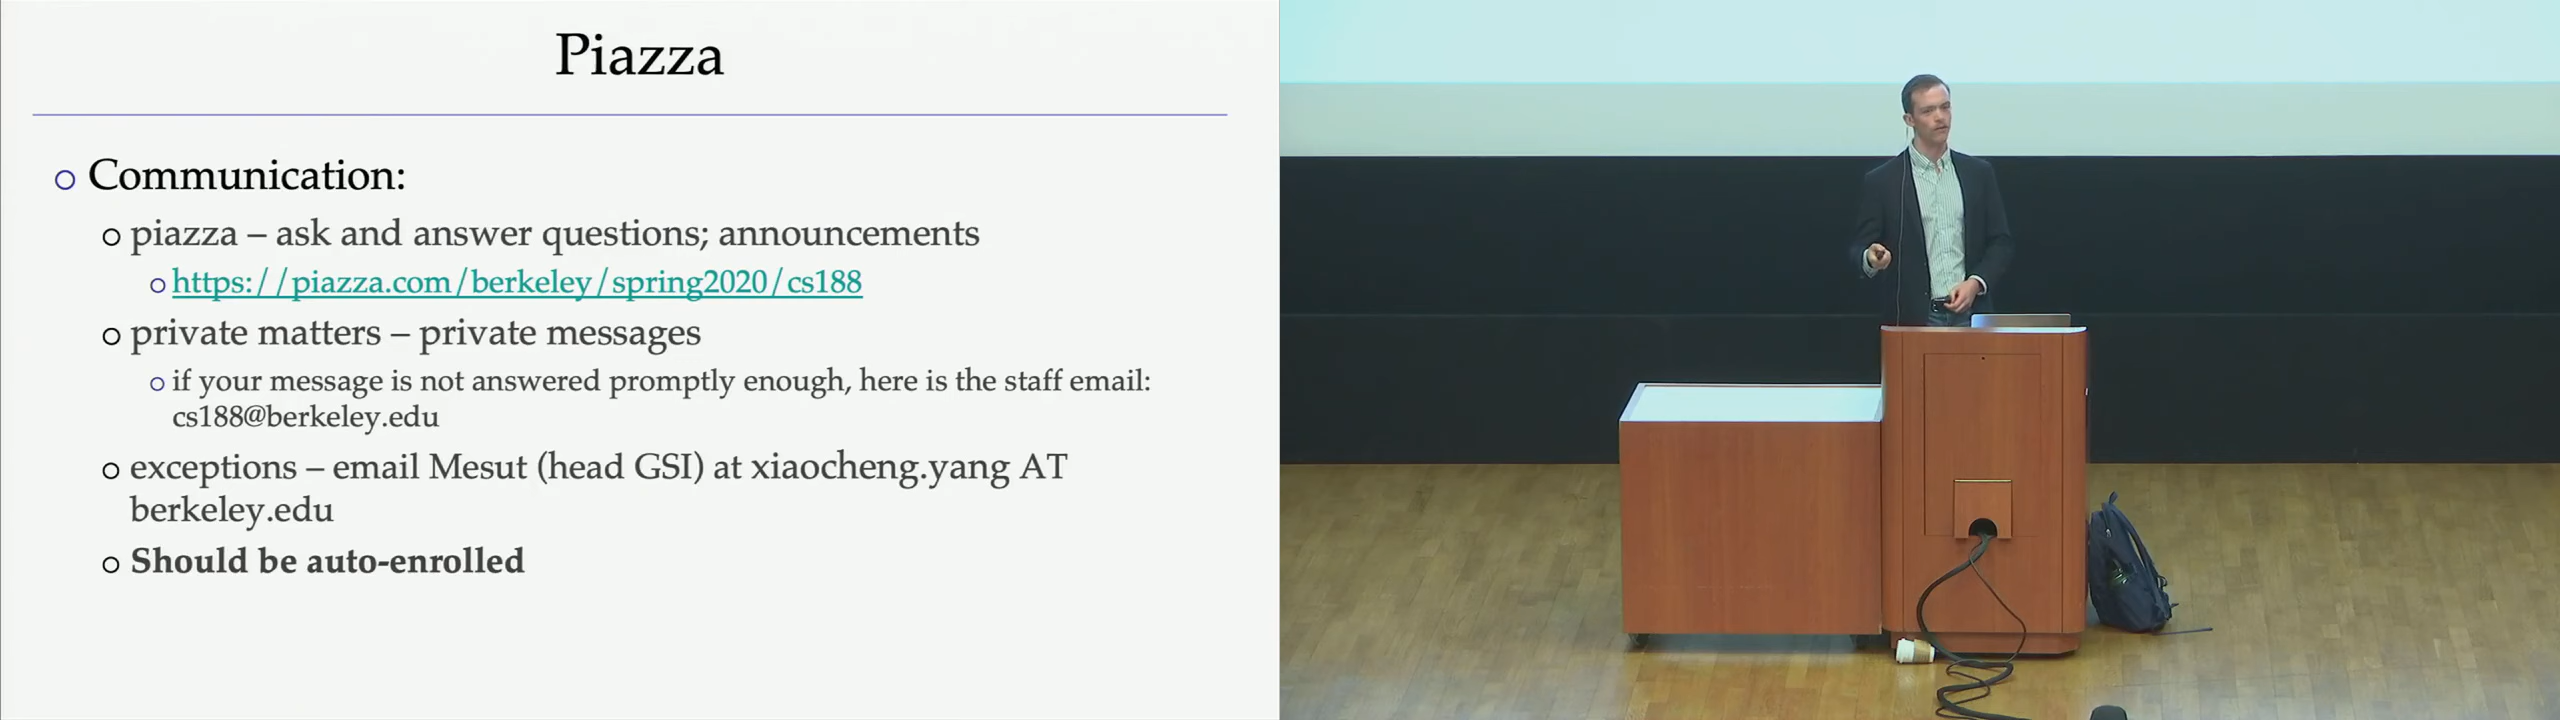 Piazza
Communication:
piazza – ask and answer questions; announcements
https://piazza.com/berkeley/spring2020/cs188
private matters – private messages
if your message is not answered promptly enough, here is the staff email:
cs188@berkeley.edu
exceptions – email Mesut (head GSI) at xiaocheng.yang AT
berkeley.edu
Should be auto-enrolled